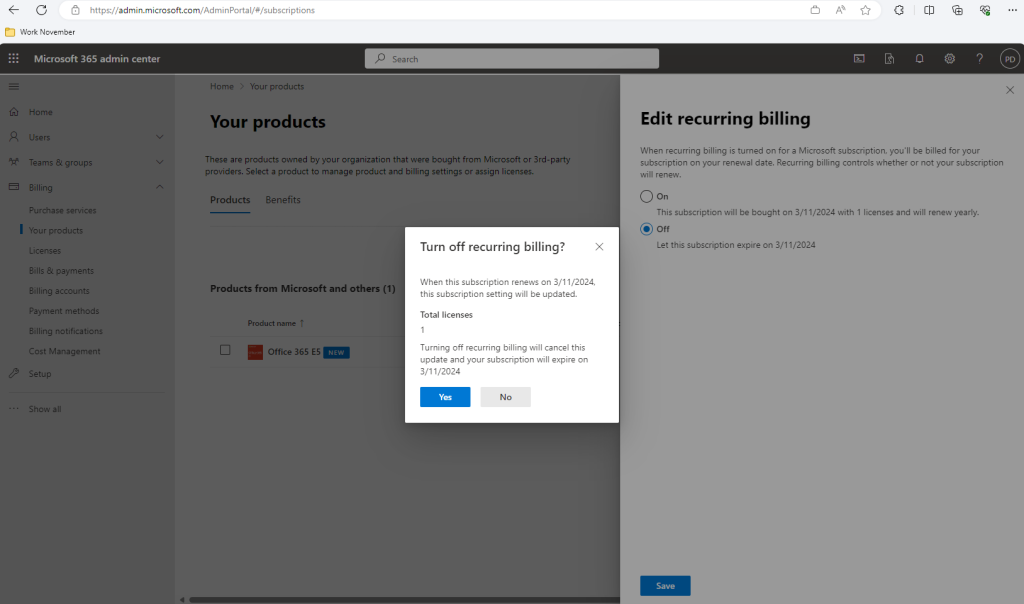 https://admin.microsoft.com/AdminPortal/#/subscriptions
Work November
Microsoft 365 admin center
Search
PD
Home
Users
Teams & groups
Billing
Purchase services
Your products
Licenses
Bills & payments
Billing accounts
Payment methods
Billing notifications
Cost Management
Setup
Show all
Home > Your products
Your products
These are products owned by your organization that were bought from Microsoft or 3rd-party
providers. Select a product to manage product and billing settings or assign licenses.
Products Benefits
Products from Microsoft and others (1)
Product name ↑
Office 365 E5 NEW
Turn off recurring billing?
When this subscription renews on 3/11/2024,
this subscription setting will be updated.
Total licenses
1
Turning off recurring billing will cancel this
update and your subscription will expire on
3/11/2024
Yes No
Edit recurring billing
When recurring billing is turned on for a Microsoft subscription, you'll be billed for your
subscription on your renewal date. Recurring billing controls whether or not your subscription
will renew.
On
This subscription will be bought on 3/11/2024 with 1 licenses and will renew yearly.
Off
Let this subscription expire on 3/11/2024
Save